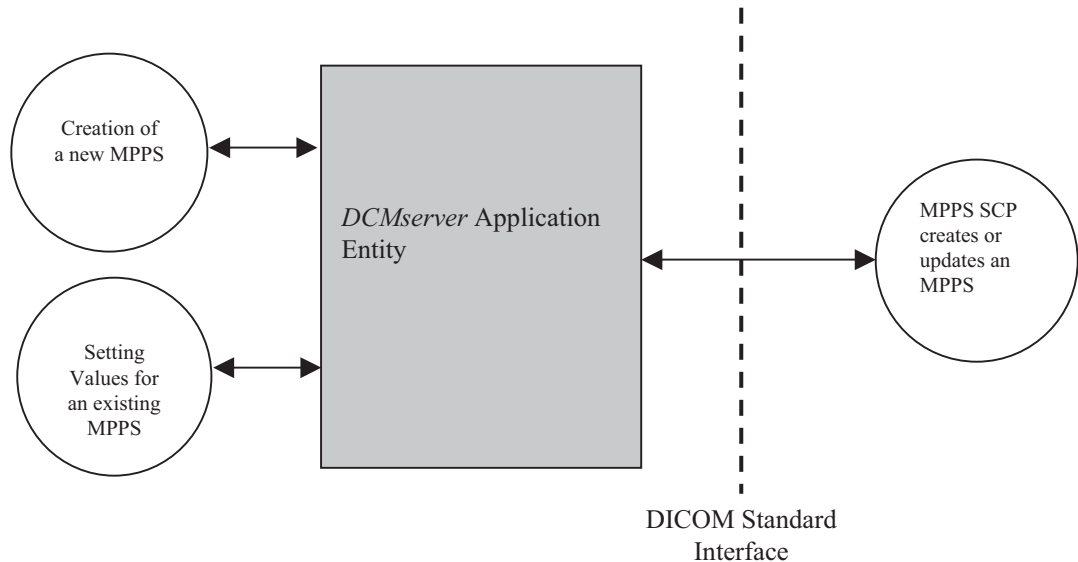 Creation of
a new MPPS
Setting
Values for
an existing
MPPS
DCMserver Application
Entity
MPPS SCP
creates or
updates an
MPPS
DICOM Standard
Interface